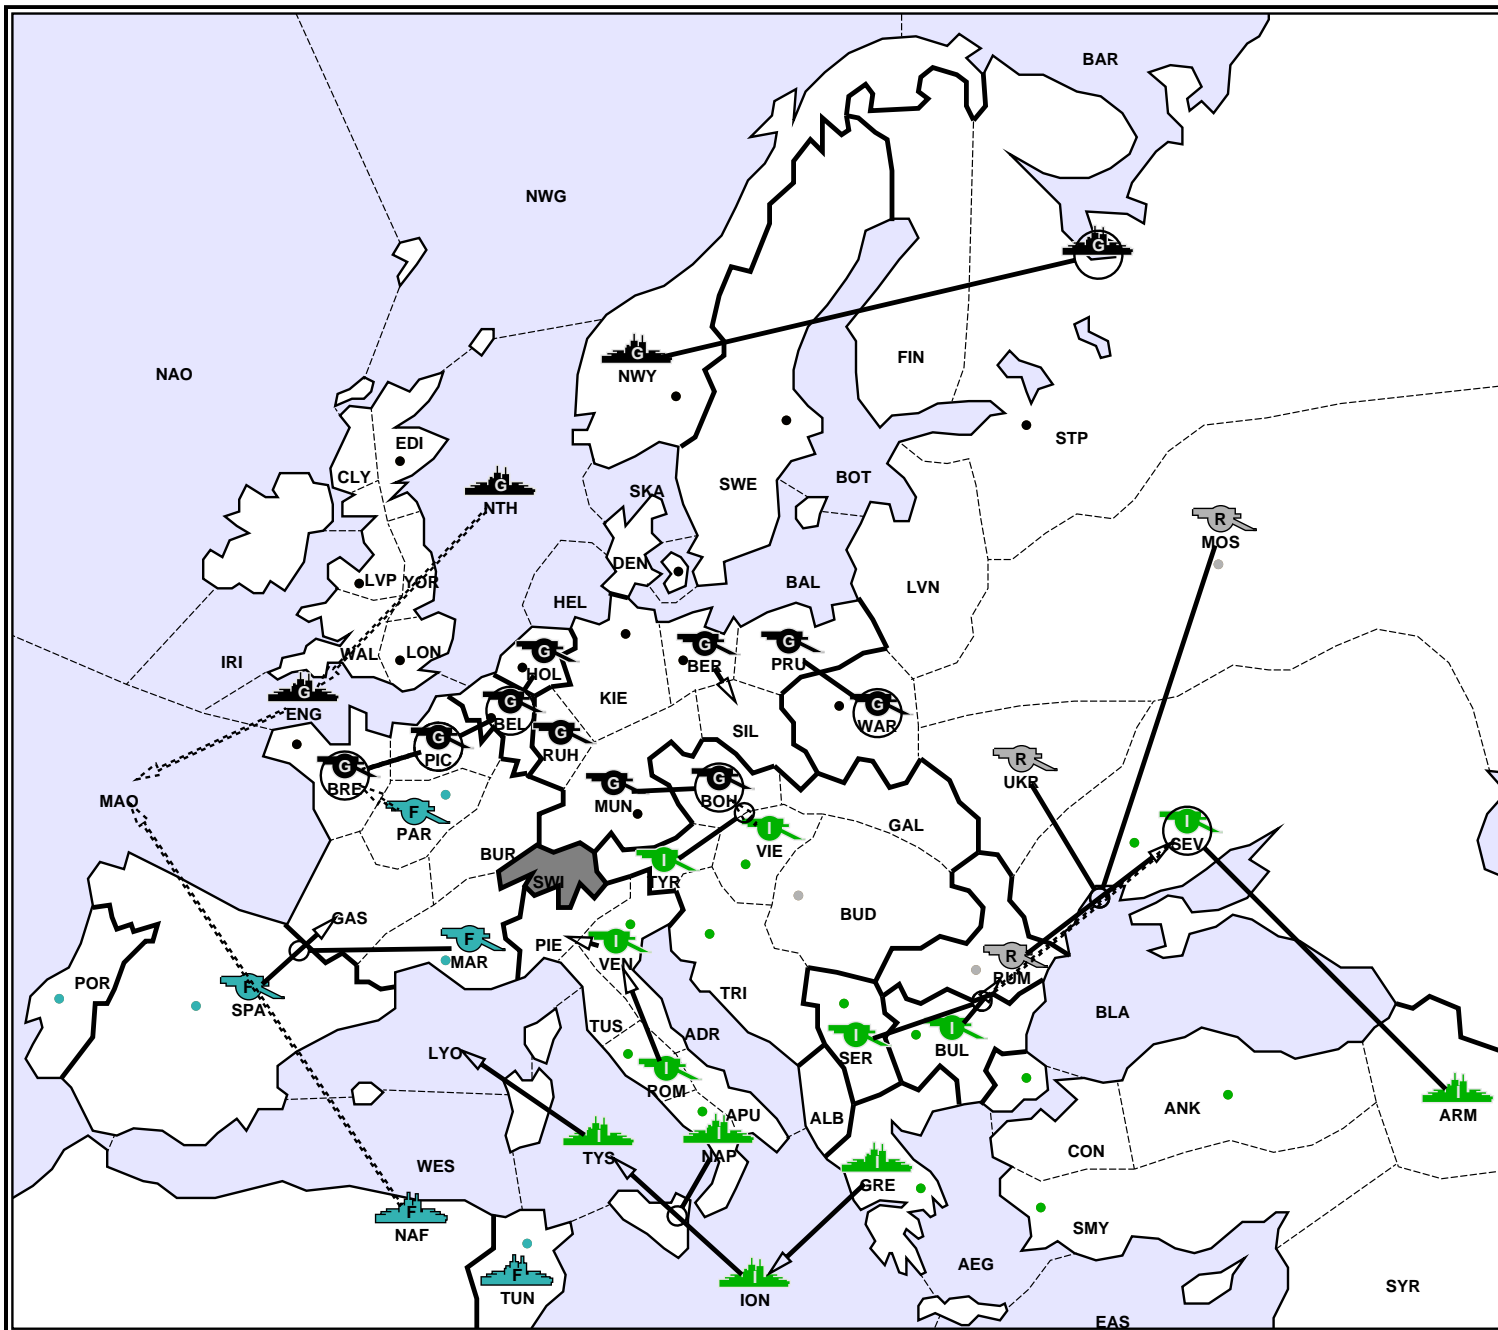 BAR
NWG
G
G
NWY
FIN
NAO
STP
EDI
CLY
G
NTH
SKA
SWE
BOT
R
MOS
DEN
LVP
YOR
BAL
LVN
HEL
IRI
WAL
LON
G
HOL
G
BER
G
PRU
KIE
G
ENG
G
BEL
G
WAR
G
PIC
G
RUH
SIL
G
BRE
G
MUN
G
BOH
R
UKR
MAO
F
PAR
I
VIE
GAL
I
SEV
BUR
SWI
I
TYR
BUD
GAS
F
MAR
PIE
I
VEN
R
RUM
POR
F
SPA
TRI
BLA
TUS
ADR
I
SER
I
BUL
LYO
I
ROM
ALB
ANK
I
ARM
APU
I
TYS
I
NAP
CON
WES
I
GRE
F
NAF
SMY
F
TUN
I
ION
AEG
SYR
EAS